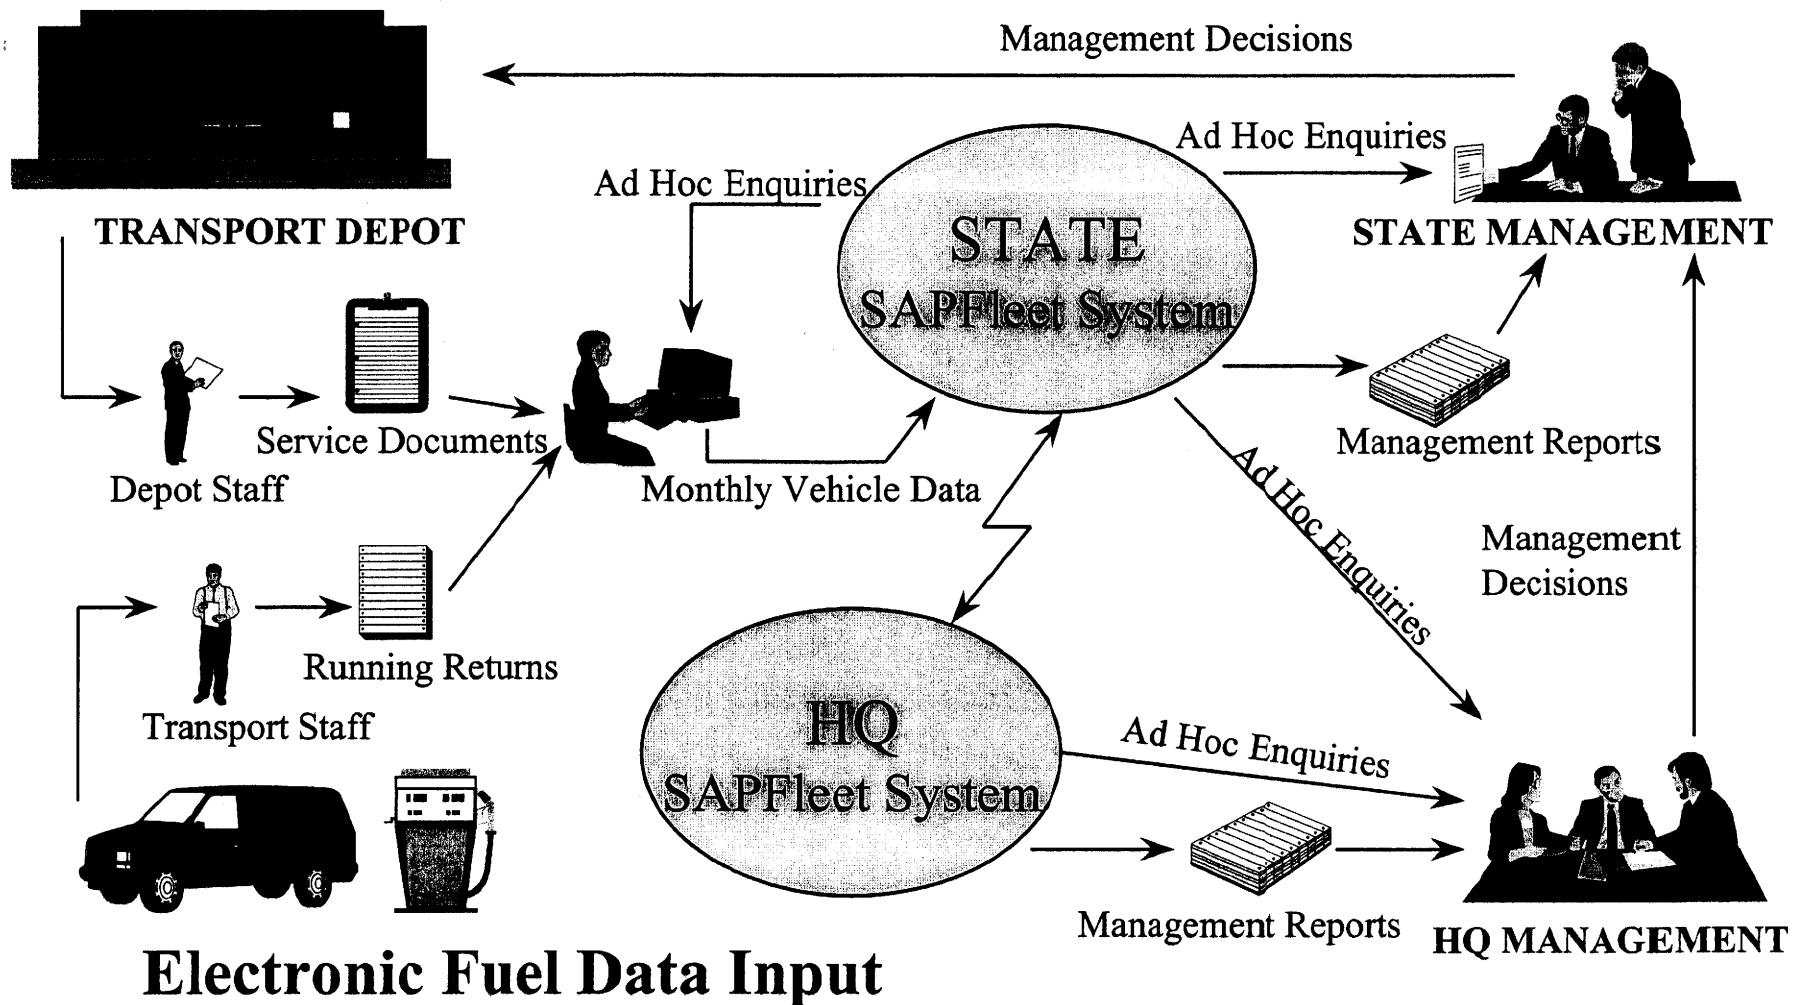 Management Decisions
Ad Hoc Enquiries
Ad Hoc Enquiries
TRANSPORT DEPOT
STATE
SAPFleet System
STATE MANAGEMENT
Service Documents
Depot Staff
Monthly Vehicle Data
Management Reports
Ad Hoc Enquiries
Management
Decisions
Running Returns
Transport Staff
HQ
SAPFleet System
Ad Hoc Enquiries
Management Reports
HQ MANAGEMENT
Electronic Fuel Data Input